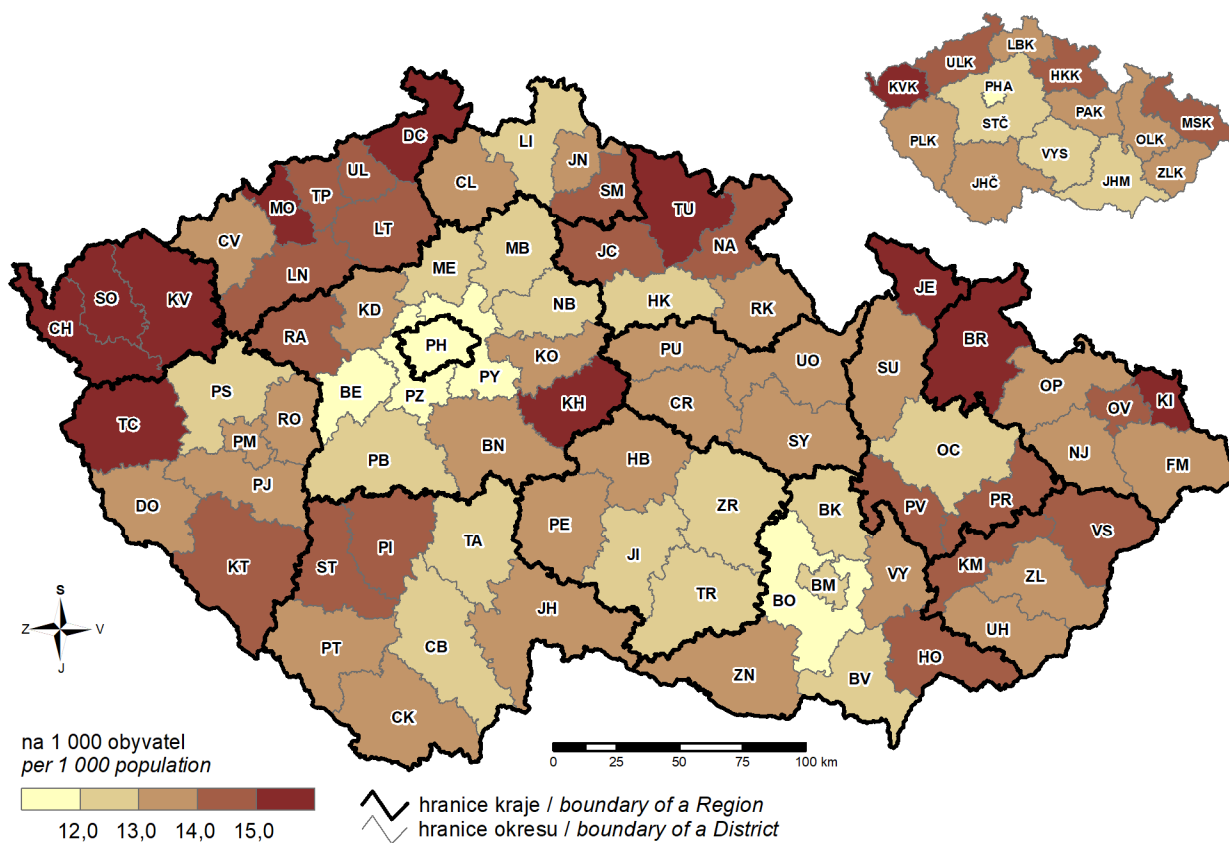 LBK
ULK
HKK
KVK
PHA
PAK
STČ
MSK
PLK
OLK
VYS
ZLK
JHČ
JHM
DC
LI
UL
JN
TP
CL
SM
MO
TU
LT
CV
MB
JC
NA
ME
LN
SO
KV
JE
NB
HK
CH
KD
RK
RA
PH
BR
KO
PU
UO
SU
PY
OP
PS
BE
PZ
KH
CR
OV
KI
TC
RO
PM
BN
SY
OC
NJ
PB
HB
FM
PJ
DO
PR
ZR
BK
PV
PE
VS
TA
PI
JI
KT
ST
KM
VY
ZL
BM
TR
BO
JH
UH
CB
PT
HO
ZN
BV
CK
S
Z V
J
na 1 000 obyvatel
per 1 000 population
12,0 13,0 14,0 15,0
0 25 50 75 100 km
hranice kraje / boundary of a Region
hranice okresu / boundary of a District